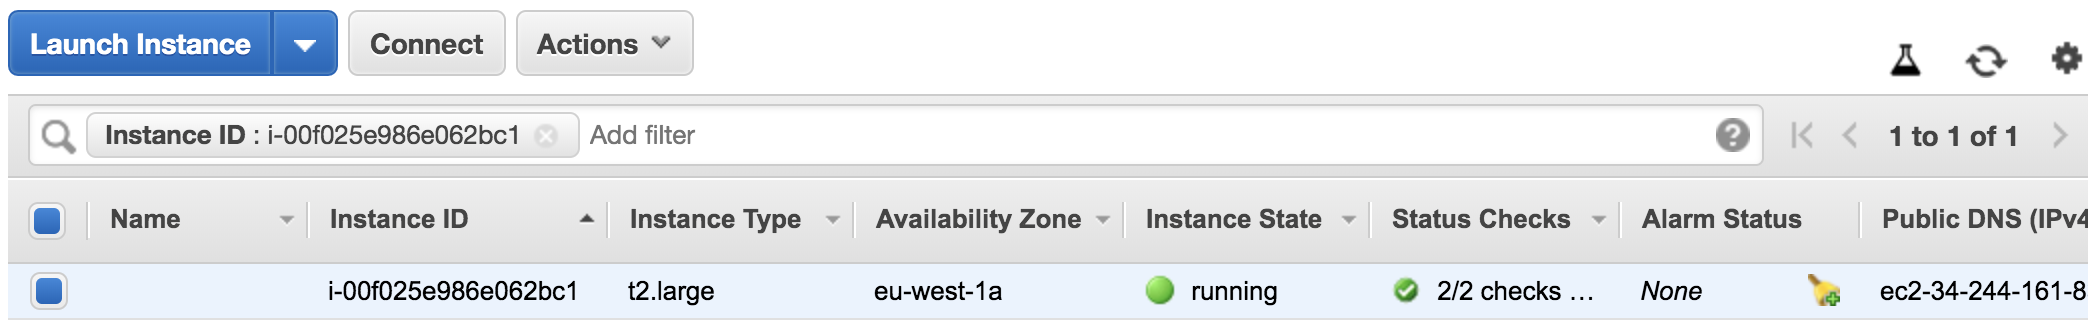 Launch Instance Connect Actions
Instance ID : i-00f025e986e062bc1 Add filter 1 to 1 of 1
Name Instance ID Instance Type Availability Zone Instance State Status Checks Alarm Status Public DNS (IPv4
i-00f025e986e062bc1 t2.large eu-west-1a running 2/2 checks ... None ec2-34-244-161-8